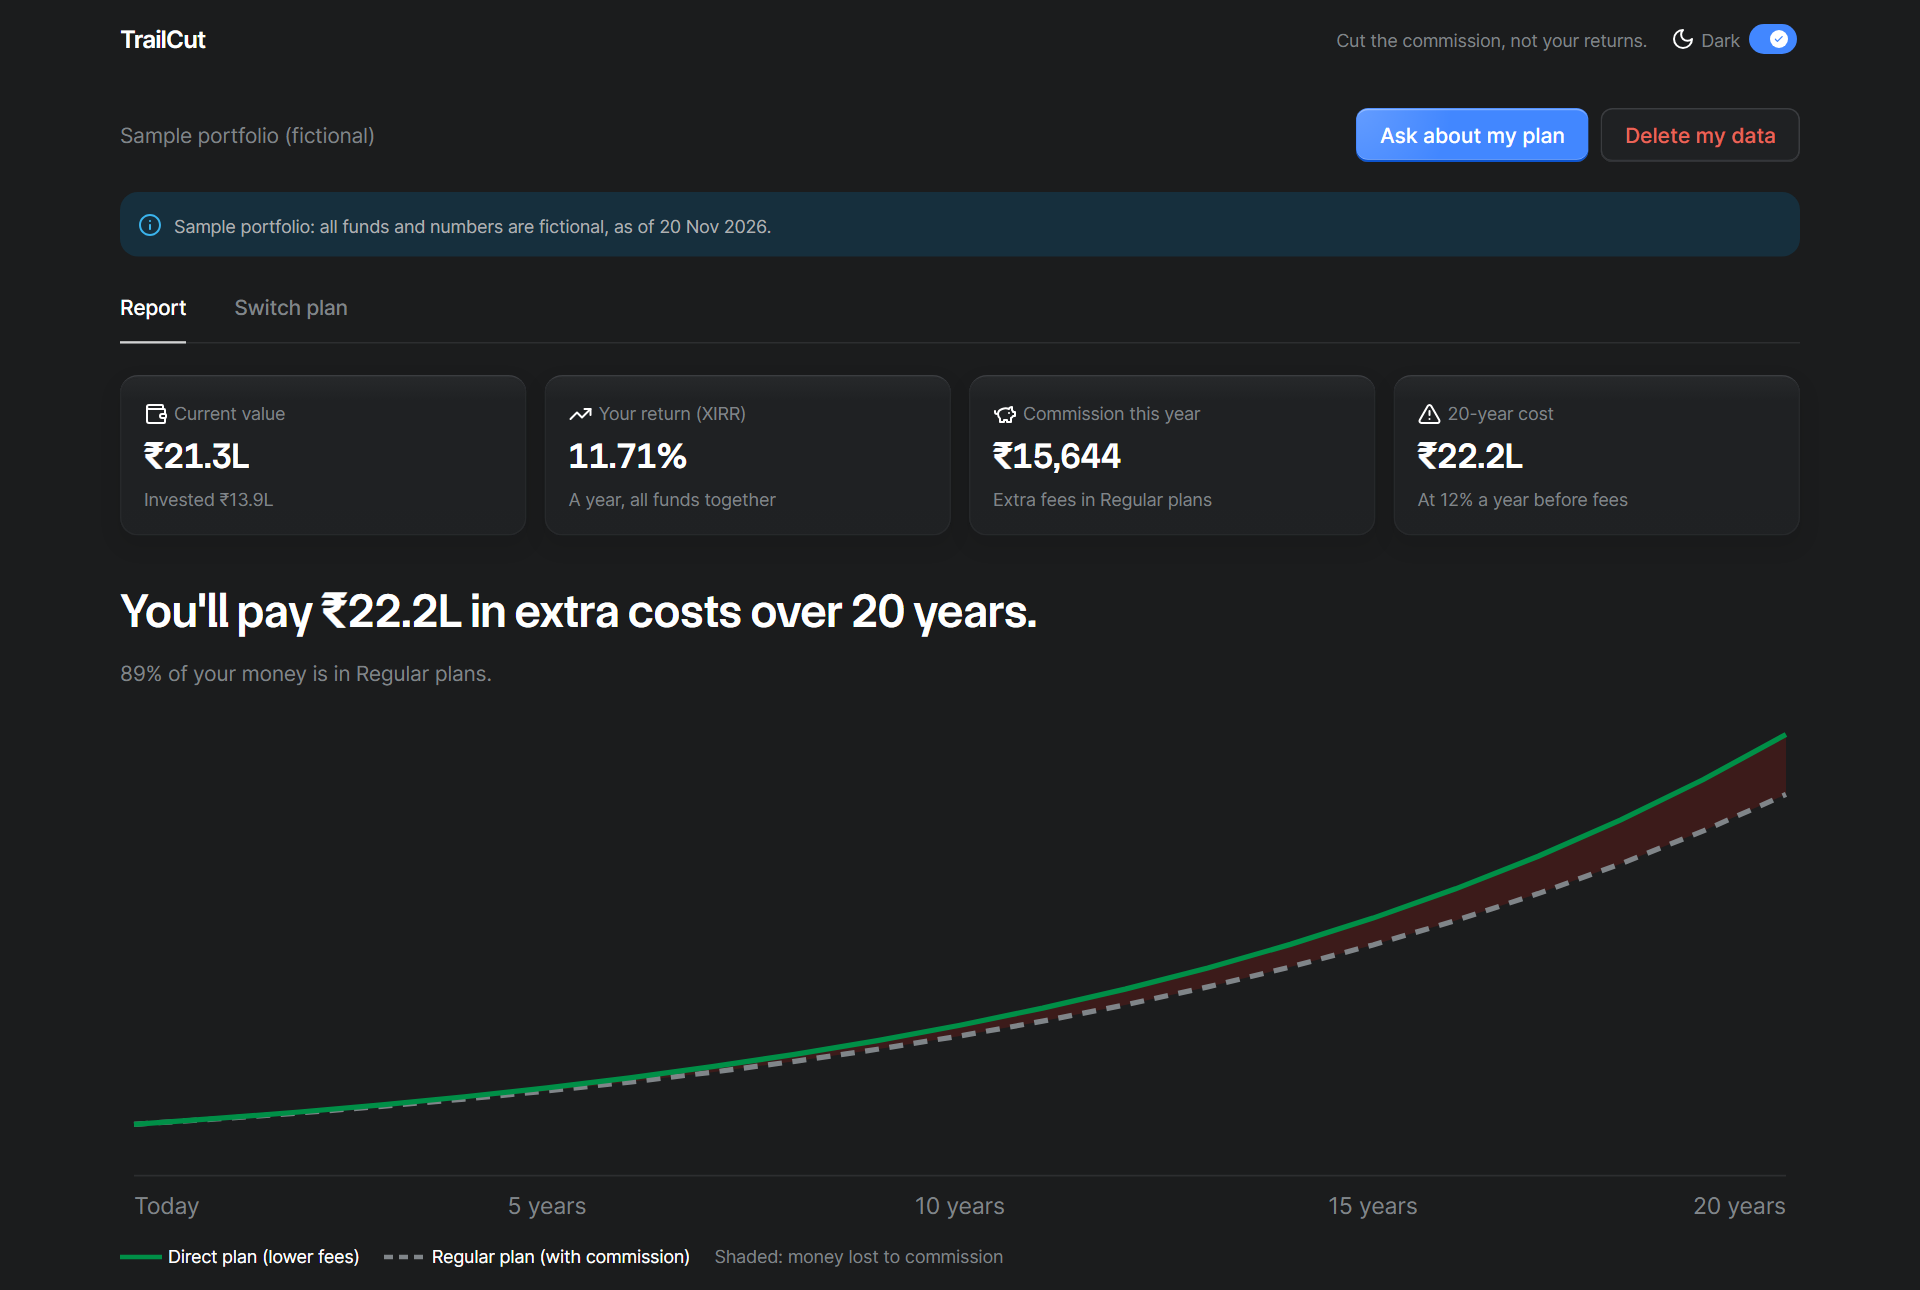 TrailCut
Cut the commission, not your returns.
Dark
Sample portfolio (fictional)
Ask about my plan
Delete my data
Sample portfolio: all funds and numbers are fictional, as of 20 Nov 2026.
Report
Switch plan
Current value
₹21.3L
Invested ₹13.9L
Your return (XIRR)
11.71%
A year, all funds together
Commission this year
₹15,644
Extra fees in Regular plans
20-year cost
₹22.2L
At 12% a year before fees
You'll pay ₹22.2L in extra costs over 20 years.
89% of your money is in Regular plans.
Today
5 years
10 years
15 years
20 years
Direct plan (lower fees)
Regular plan (with commission)
Shaded: money lost to commission